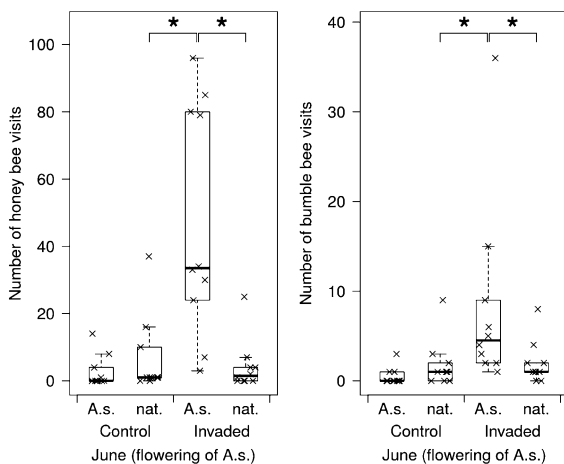 * *
100
80
60
40
20
0
Number of honey bee visits
A.s. nat. A.s. nat.
Control Invaded
June (flowering of A.s.)
* *
40
30
20
10
0
Number of bumble bee visits
A.s. nat. A.s. nat.
Control Invaded
June (flowering of A.s.)